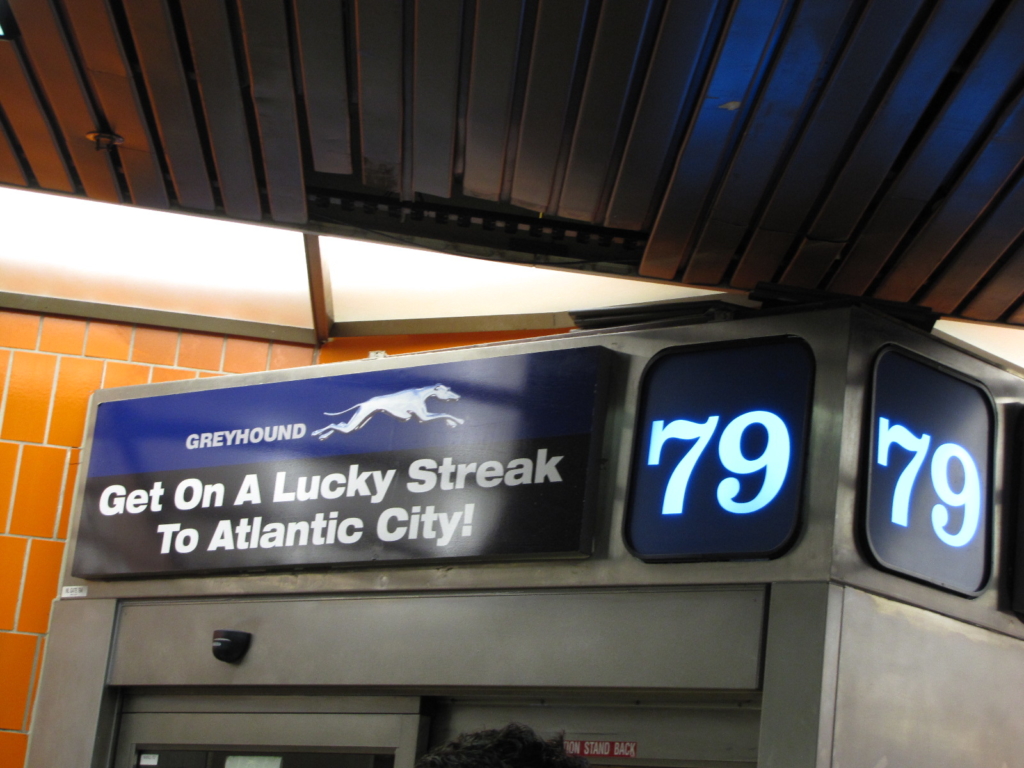 GREYHOUND
Get On A Lucky Streak
To Atlantic City!
79
79
STAND BACK